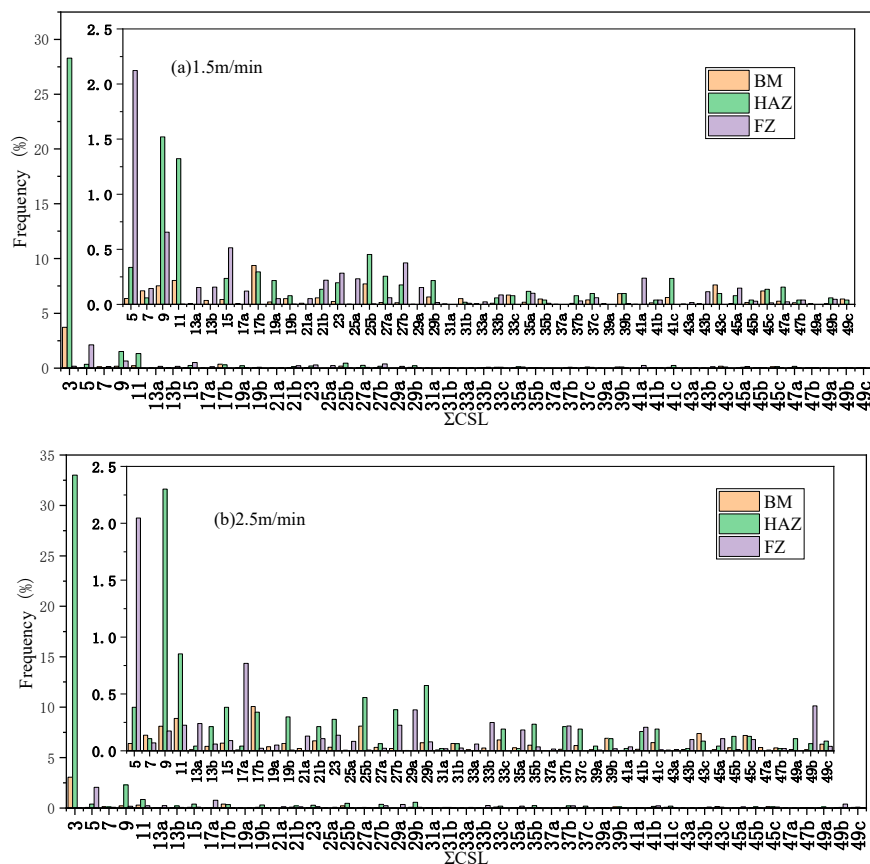 2.5
2.0
1.5
1.0
0.5
0.0
(a)1.5m/min
BM
HAZ
FZ
5 7 9 11 13a 13b 15 17a 17b 19a 19b 21a 21b 23 25a 25b 27a 27b 29a 29b 31a 31b 33a 33b 33c 35a 35b 37a 37b 37c 39a 39b 41a 41b 41c 43a 43b 43c 45a 45b 45c 47a 47b 49a 49b 49c
30
25
20
15
10
5
0
Frequency (%)
3 5 7 9 11 13a 13b 15 17a 17b 19a 19b 21a 21b 23 25a 25b 27a 27b 29a 29b 31a 31b 33a 33b 33c 35a 35b 37a 37b 37c 39a 39b 41a 41b 41c 43a 43b 43c 45a 45b 45c 47a 47b 49a 49b 49c
ΣCSL
2.5
2.0
1.5
1.0
0.5
0.0
(b)2.5m/min
BM
HAZ
FZ
5 7 9 11 13a 13b 15 17a 17b 19a 19b 21a 21b 23 25a 25b 27a 27b 29a 29b 31a 31b 33a 33b 33c 35a 35b 37a 37b 37c 39a 39b 41a 41b 41c 43a 43b 43c 45a 45b 45c 47a 47b 49a 49b 49c
35
30
25
20
15
10
5
0
Frequency (%)
3 5 7 9 11 13a 13b 15 17a 17b 19a 19b 21a 21b 23 25a 25b 27a 27b 29a 29b 31a 31b 33a 33b 33c 35a 35b 37a 37b 37c 39a 39b 41a 41b 41c 43a 43b 43c 45a 45b 45c 47a 47b 49a 49b 49c
ΣCSL